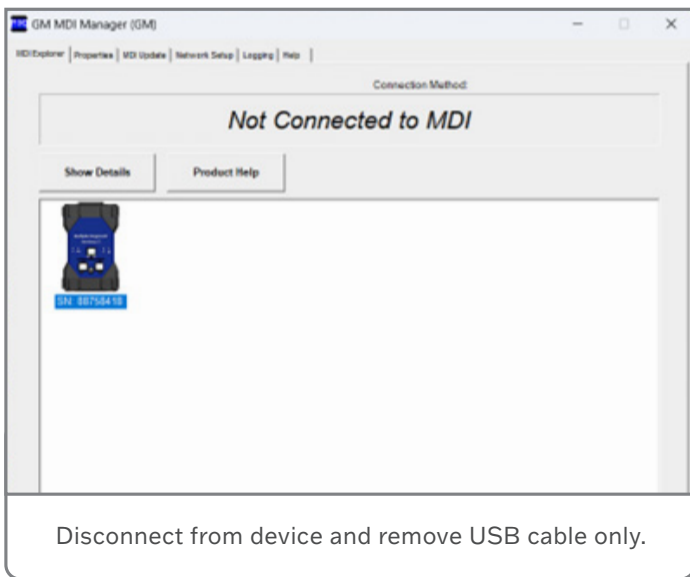 GM MDI Manager (GM)
MDI Explorer | Properties | MDI Update | Network Setup | Logging | Help |
Connection Method:
Not Connected to MDI
Show Details Product Help
SN: 88758418
Disconnect from device and remove USB cable only.